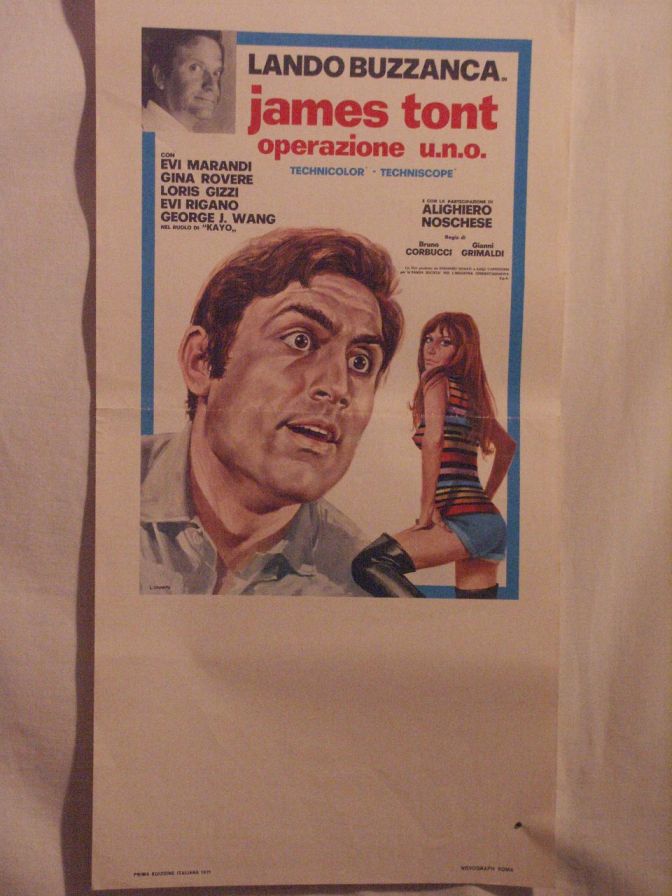 LANDO BUZZANCA IN
james tont
operazione u.n.o.
TECHNICOLOR · TECHNISCOPE
CON
EVI MARANDI
GINA ROVERE
LORIS GIZZI
EVI RIGANO
GEORGE J. WANG
NEL RUOLO DI "KAYO„
E CON LA PARTECIPAZIONE DI
ALIGHIERO
NOSCHESE
Regia di
Bruno CORBUCCI Gianni GRIMALDI
PRIMA EDIZIONE ITALIANA 1971
ROMA